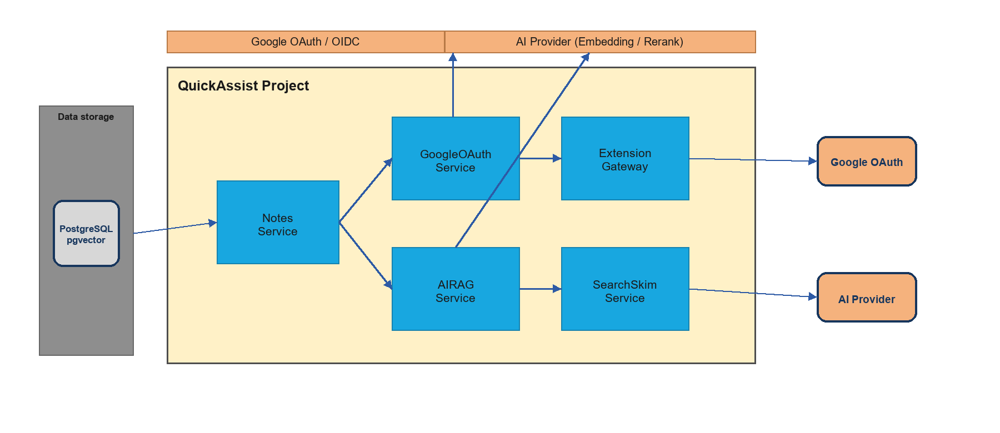 Google OAuth / OIDC
AI Provider (Embedding / Rerank)
QuickAssist Project
Data storage
PostgreSQL
pgvector
Notes
Service
GoogleOAuth
Service
Extension
Gateway
AIRAG
Service
SearchSkim
Service
Google OAuth
AI Provider